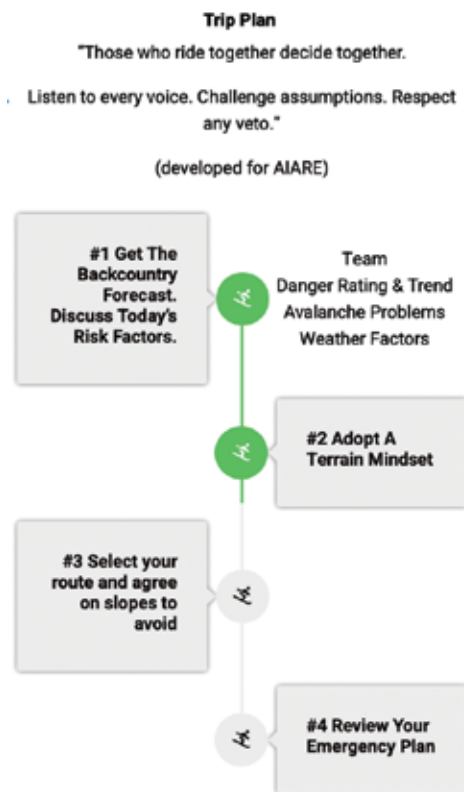 Trip Plan
"Those who ride together decide together.
Listen to every voice. Challenge assumptions. Respect
any veto."
(developed for AIARE)
#1 Get The
Backcountry
Forecast.
Discuss Today's
Risk Factors.
Team
Danger Rating & Trend
Avalanche Problems
Weather Factors
#2 Adopt A
Terrain Mindset
#3 Select your
route and agree
on slopes to
avoid
#4 Review Your
Emergency Plan